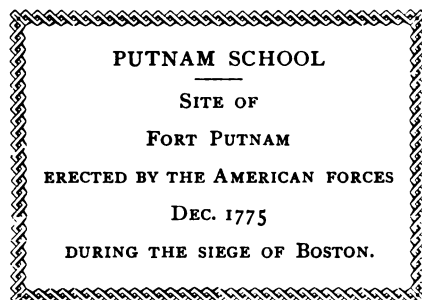 PUTNAM SCHOOL
SITE OF
FORT PUTNAM
ERECTED BY THE AMERICAN FORCES
DEC. 1775
DURING THE SIEGE OF BOSTON.